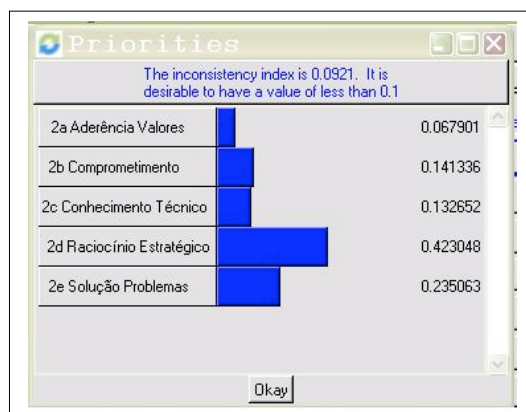 Priorities
The inconsistency index is 0.0921. It is
desirable to have a value of less than 0.1
2a Aderência Valores 0.067901
2b Comprometimento 0.141336
2c Conhecimento Técnico 0.132652
2d Raciocínio Estratégico 0.423048
2e Solução Problemas 0.235063
Okay